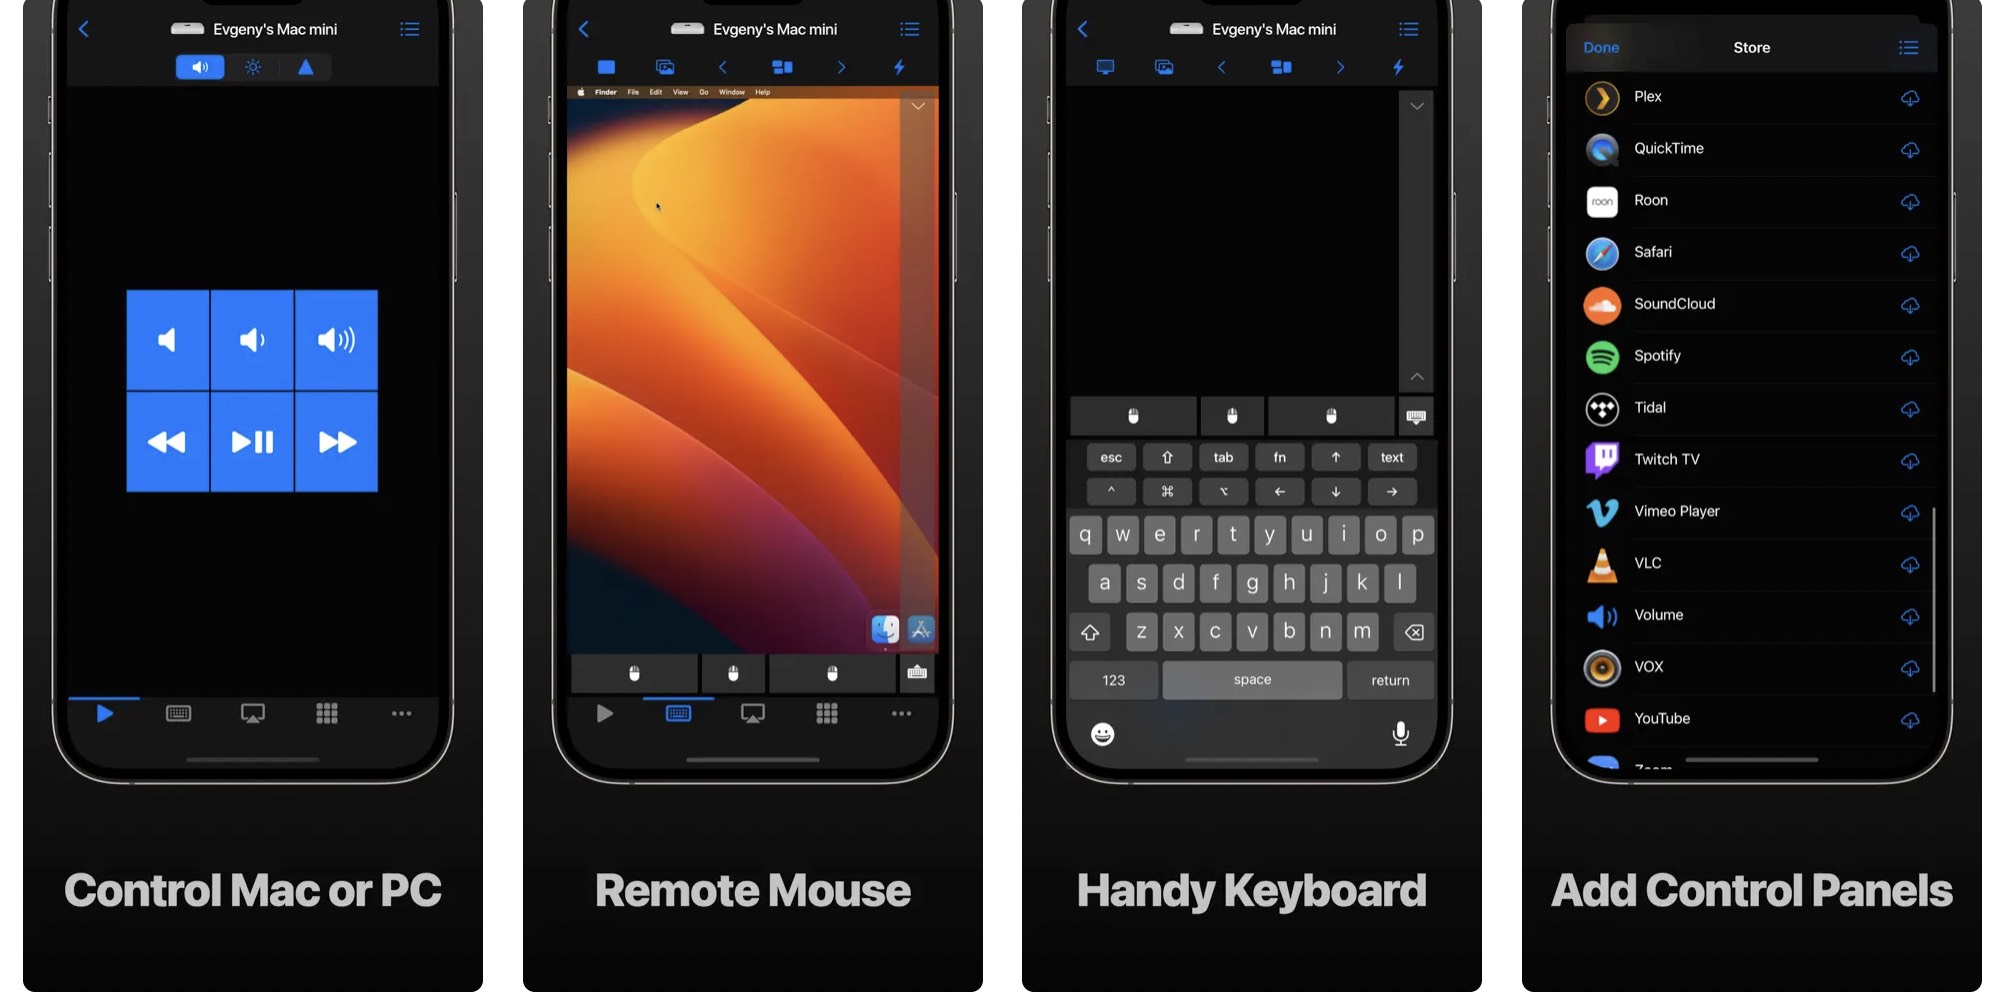 Evgeny's Mac mini
Control Mac or PC
Evgeny's Mac mini
Finder File Edit View Go Window Help
Remote Mouse
Evgeny's Mac mini
esc ⇧ tab fn ↑ text
^ ⌘ ⌥ ← ↓ →
q w e r t y u i o p
a s d f g h j k l
z x c v b n m
123 space return
Handy Keyboard
Done Store
Plex
QuickTime
roon Roon
Safari
SoundCloud
Spotify
Tidal
Twitch TV
Vimeo Player
VLC
Volume
VOX
YouTube
Zoom
Add Control Panels